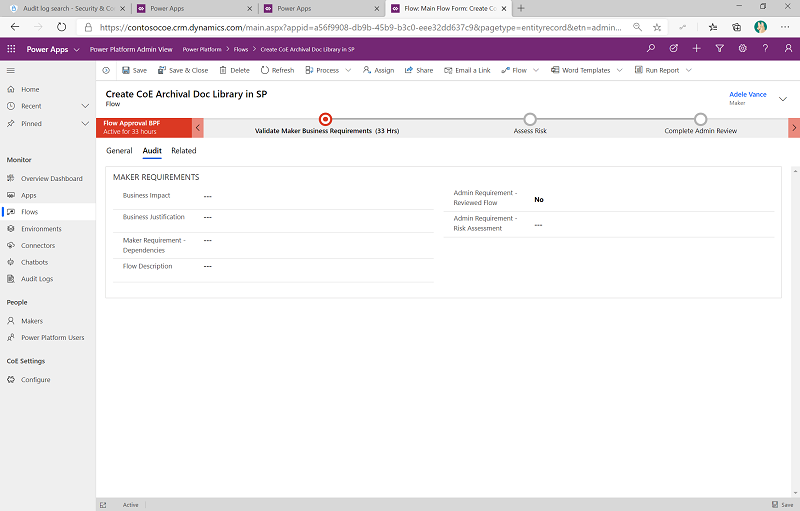 Audit log search - Security & Co
Power Apps
Power Apps
Flow: Main Flow Form: Create Co
https://contosocoe.crm.dynamics.com/main.aspx?appid=a56f9908-db9b-45b9-b3c0-eee32dd637c9&pagetype=entityrecord&etn=admin...
Power Apps
Power Platform Admin View
Power Platform > Flows > Create CoE Archival Doc Library in SP
Save
Save & Close
Delete
Refresh
Process
Assign
Share
Email a Link
Flow
Word Templates
Run Report
Home
Recent
Pinned
Monitor
Overview Dashboard
Apps
Flows
Environments
Connectors
Chatbots
Audit Logs
People
Makers
Power Platform Users
CoE Settings
Configure
Create CoE Archival Doc Library in SP
Flow
Adele Vance
Maker
Flow Approval BPF
Active for 33 hours
Validate Maker Business Requirements (33 Hrs)
Assess Risk
Complete Admin Review
General
Audit
Related
MAKER REQUIREMENTS
Business Impact ---
Business Justification ---
Maker Requirement -
Dependencies ---
Flow Description ---
Admin Requirement -
Reviewed Flow No
Admin Requirement -
Risk Assessment ---
Active
Save